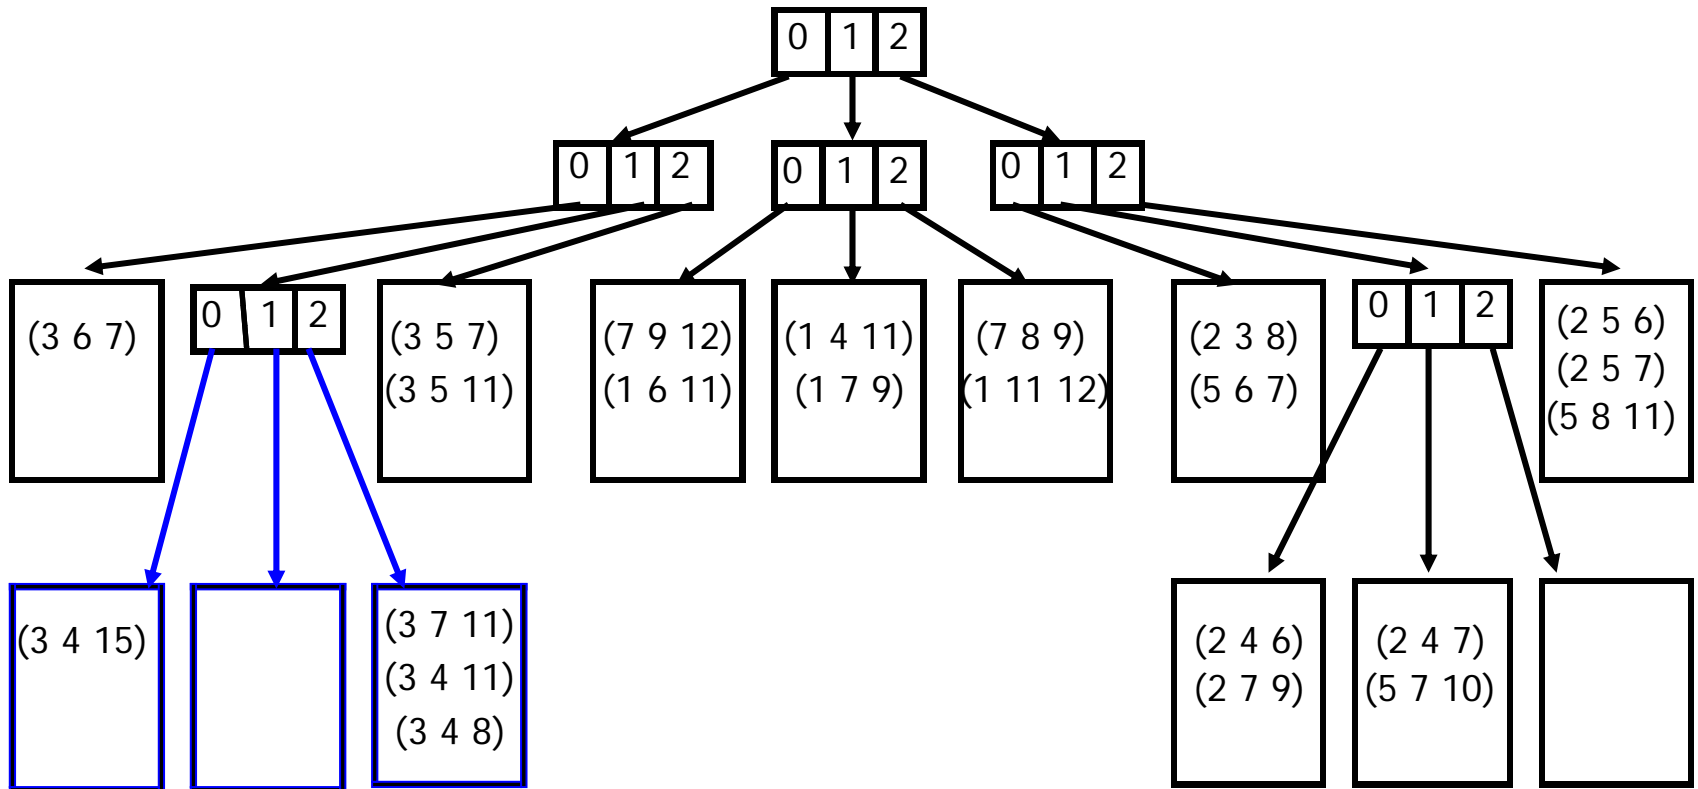 0 1 2
0 1 2
0 1 2
0 1 2
(3 6 7)
0 1 2
(3 5 7)
(3 5 11)
(7 9 12)
(1 6 11)
(1 4 11)
(1 7 9)
(7 8 9)
(1 11 12)
(2 3 8)
(5 6 7)
0 1 2
(2 5 6)
(2 5 7)
(5 8 11)
(3 4 15)
(3 7 11)
(3 4 11)
(3 4 8)
(2 4 6)
(2 7 9)
(2 4 7)
(5 7 10)